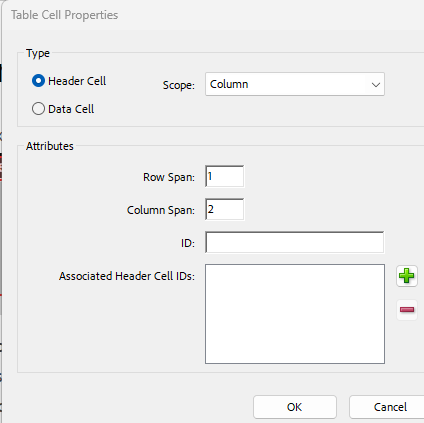 Table Cell Properties
Type
Header Cell
Scope: Column
Data Cell
Attributes
Row Span: 1
Column Span: 2
ID:
Associated Header Cell IDs:
OK Cancel